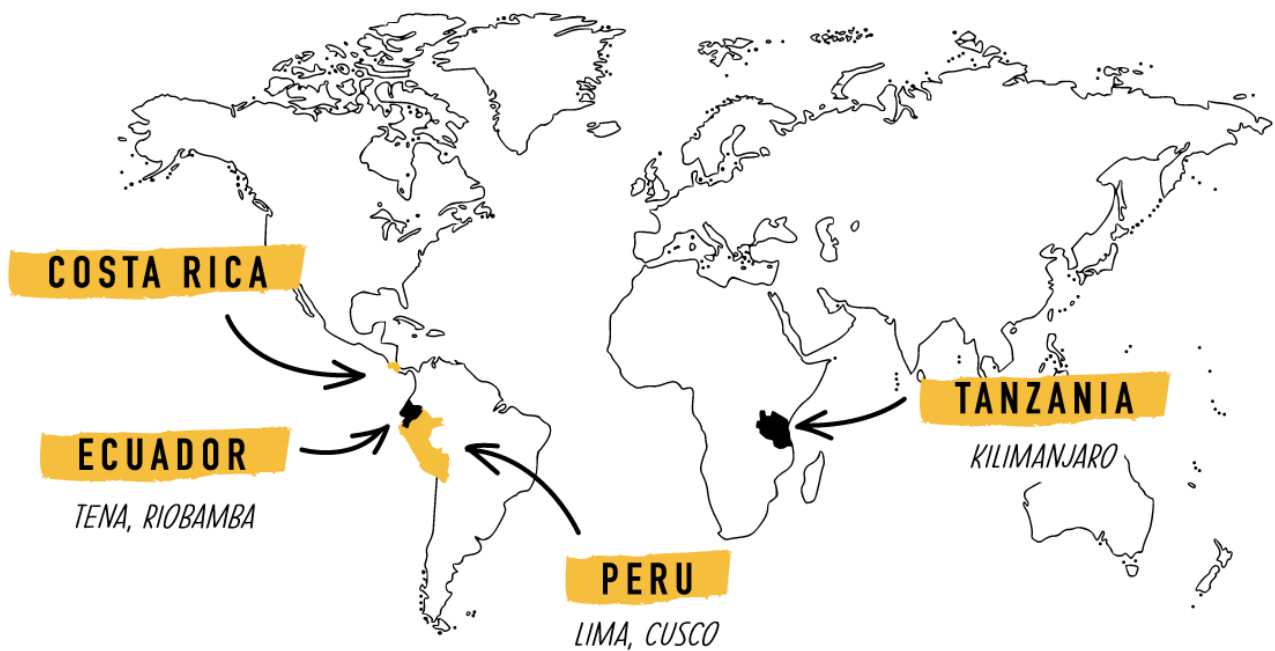 COSTA RICA
TANZANIA
KILIMANJARO
ECUADOR
TENA, RIOBAMBA
PERU
LIMA, CUSCO